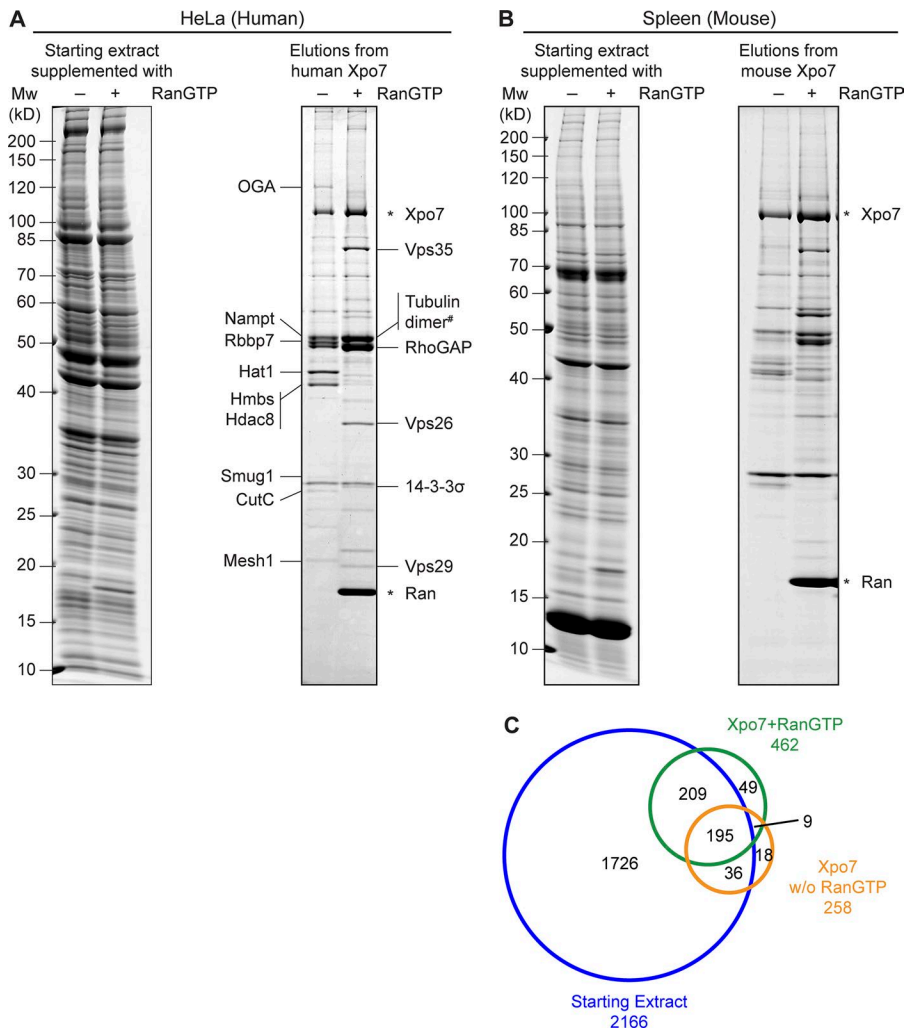 A
HeLa (Human)
Starting extract
supplemented with
Elutions from
human Xpo7
Mw
(kD)
– + RanGTP
– + RanGTP
200
150
120
100
85
70
60
50
40
30
25
20
15
10
OGA
Nampt
Rbbp7
Hat1
Hmbs
Hdac8
Smug1
CutC
Mesh1
* Xpo7
Vps35
Tubulin
dimer#
RhoGAP
Vps26
14-3-3σ
Vps29
* Ran
B
Spleen (Mouse)
Starting extract
supplemented with
Elutions from
mouse Xpo7
Mw
(kD)
– + RanGTP
– + RanGTP
200
150
120
100
85
70
60
50
40
30
25
20
15
10
* Xpo7
* Ran
C
Xpo7+RanGTP
462
209
49
9
195
18
1726
36
Xpo7
w/o RanGTP
258
Starting Extract
2166